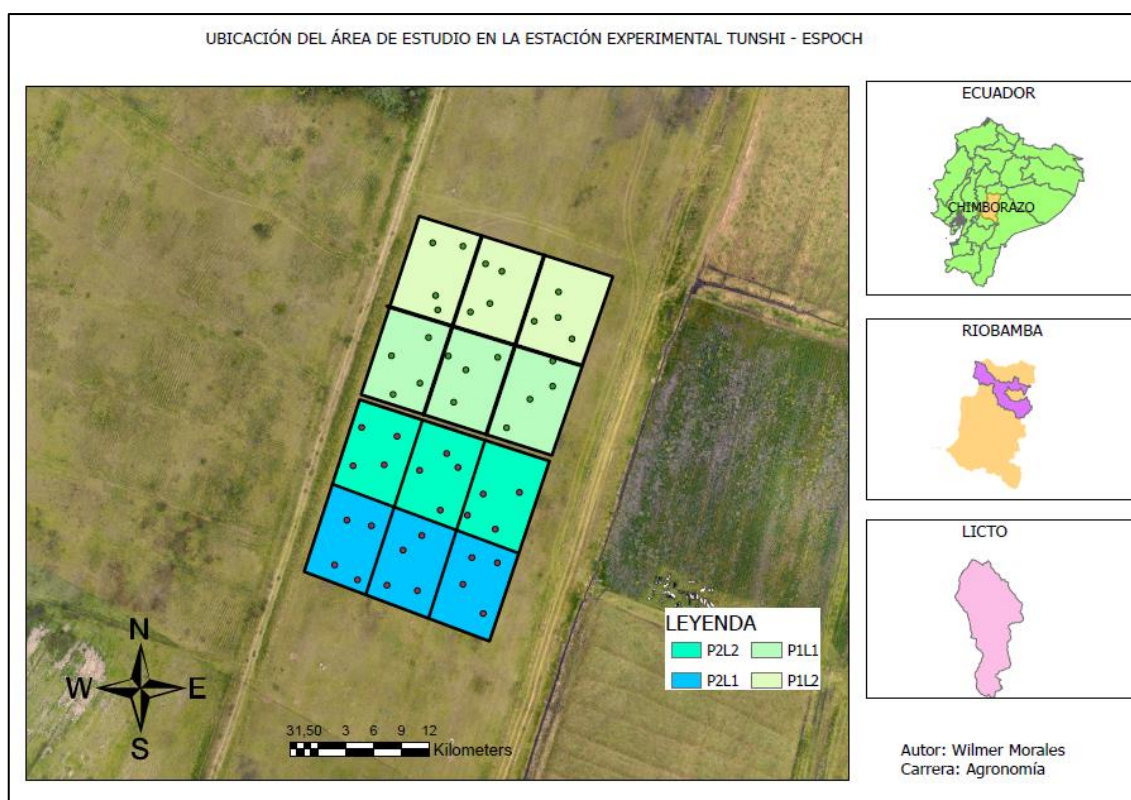 UBICACIÓN DEL ÁREA DE ESTUDIO EN LA ESTACIÓN EXPERIMENTAL TUNSHI - ESPOCH
ECUADOR
CHIMBORAZO
RIOBAMBA
LICTO
N
W E
S
LEYENDA
P2L2 P1L1
P2L1 P1L2
31,50 3 6 9 12
Kilometers
Autor: Wilmer Morales
Carrera: Agronomía